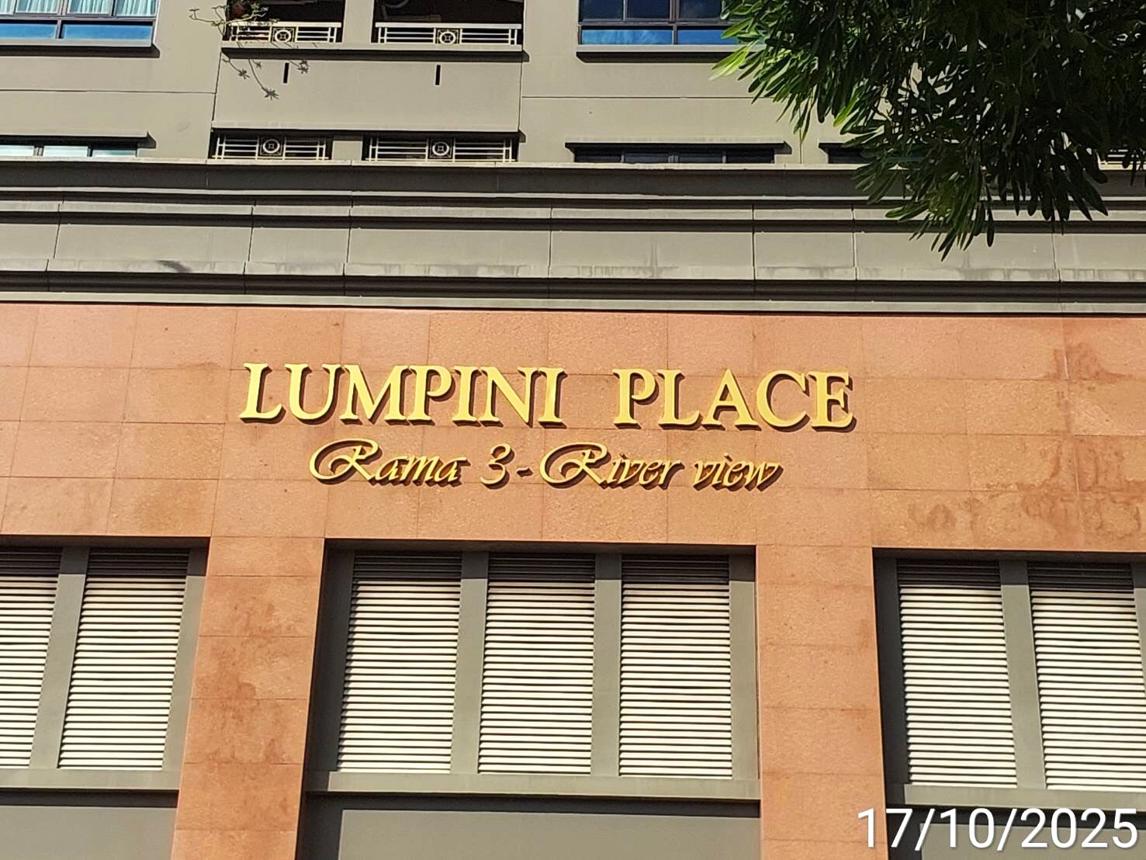 LUMPINI PLACE
Rama 3-River view
17/10/2025